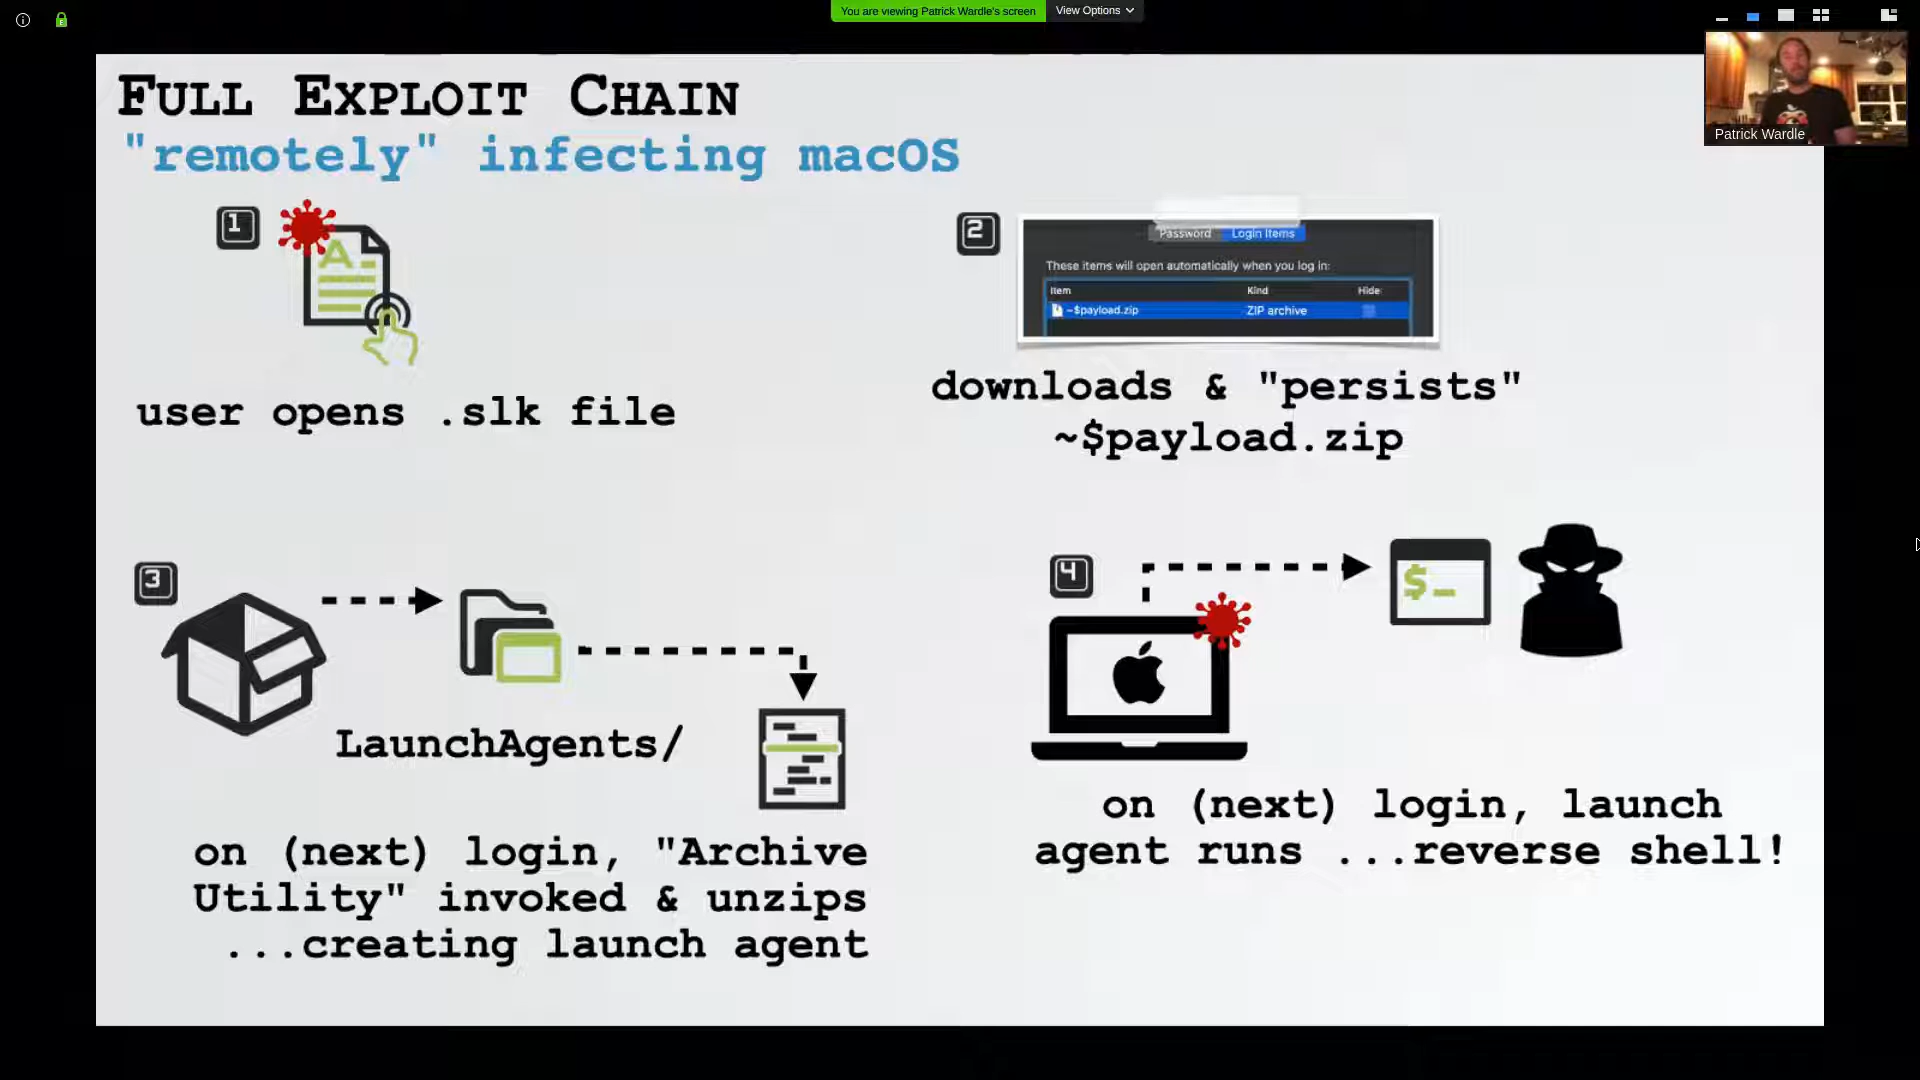 You are viewing Patrick Wardle's screen
View Options
Patrick Wardle
FULL EXPLOIT CHAIN
"remotely" infecting macOS
1
user opens .slk file
2
Password
Login Items
These items will open automatically when you log in:
Item Kind Hide
~$payload.zip ZIP archive
downloads & "persists"
~$payload.zip
3
LaunchAgents/
on (next) login, "Archive
Utility" invoked & unzips
...creating launch agent
4
$_
on (next) login, launch
agent runs ...reverse shell!